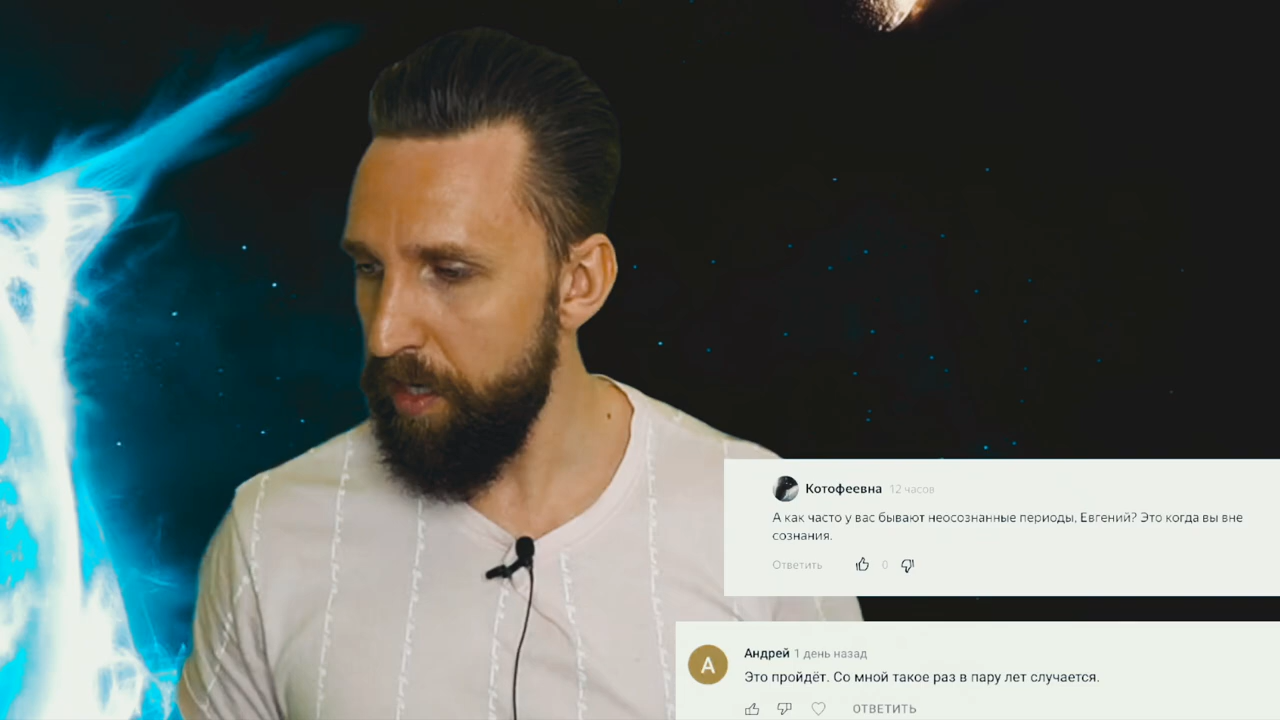 Котофеевна 12 часов
А как часто у вас бывают неосознанные периоды, Евгений? Это когда вы вне
сознания.
Ответить 0
А
Андрей 1 день назад
Это пройдёт. Со мной такое раз в пару лет случается.
ОТВЕТИТЬ